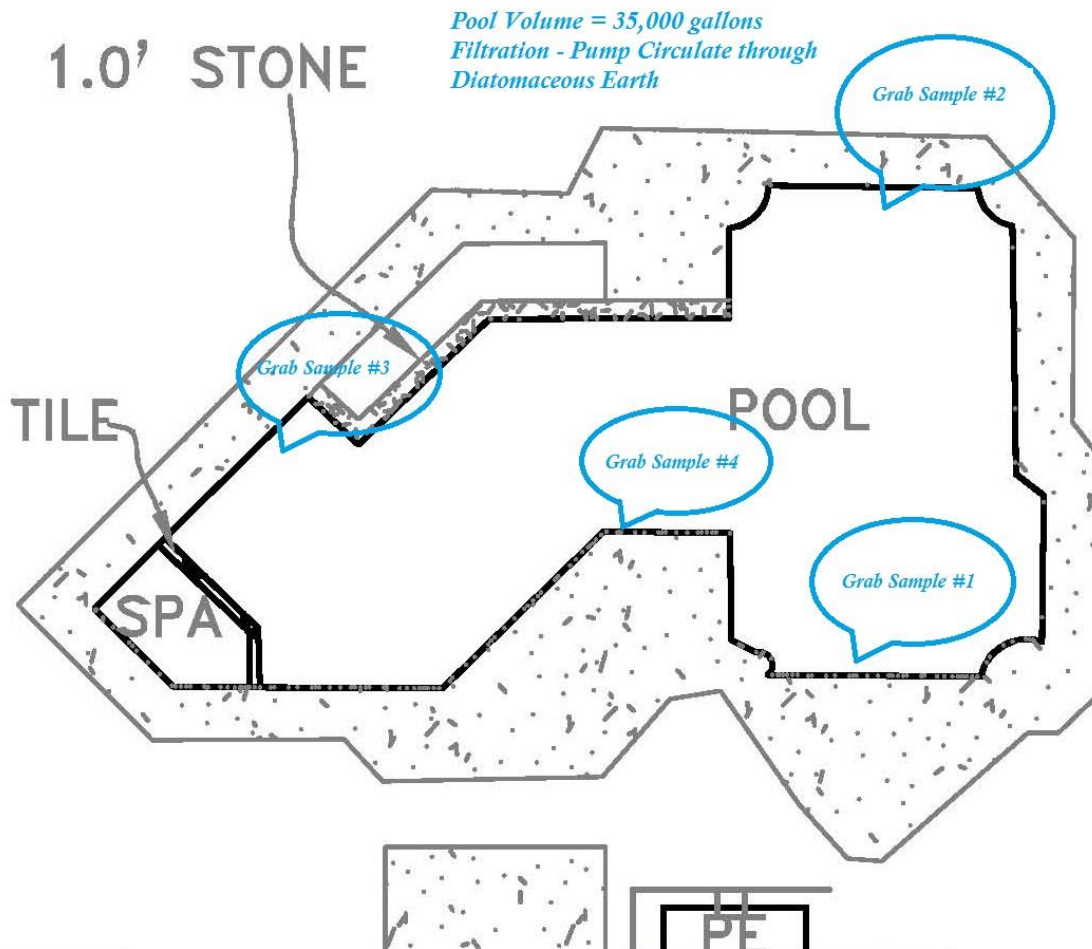 Pool Volume = 35,000 gallons
Filtration - Pump Circulate through
Diatomaceous Earth
1.0' STONE
Grab Sample #2
Grab Sample #3
TILE
POOL
Grab Sample #4
Grab Sample #1
SPA
PE